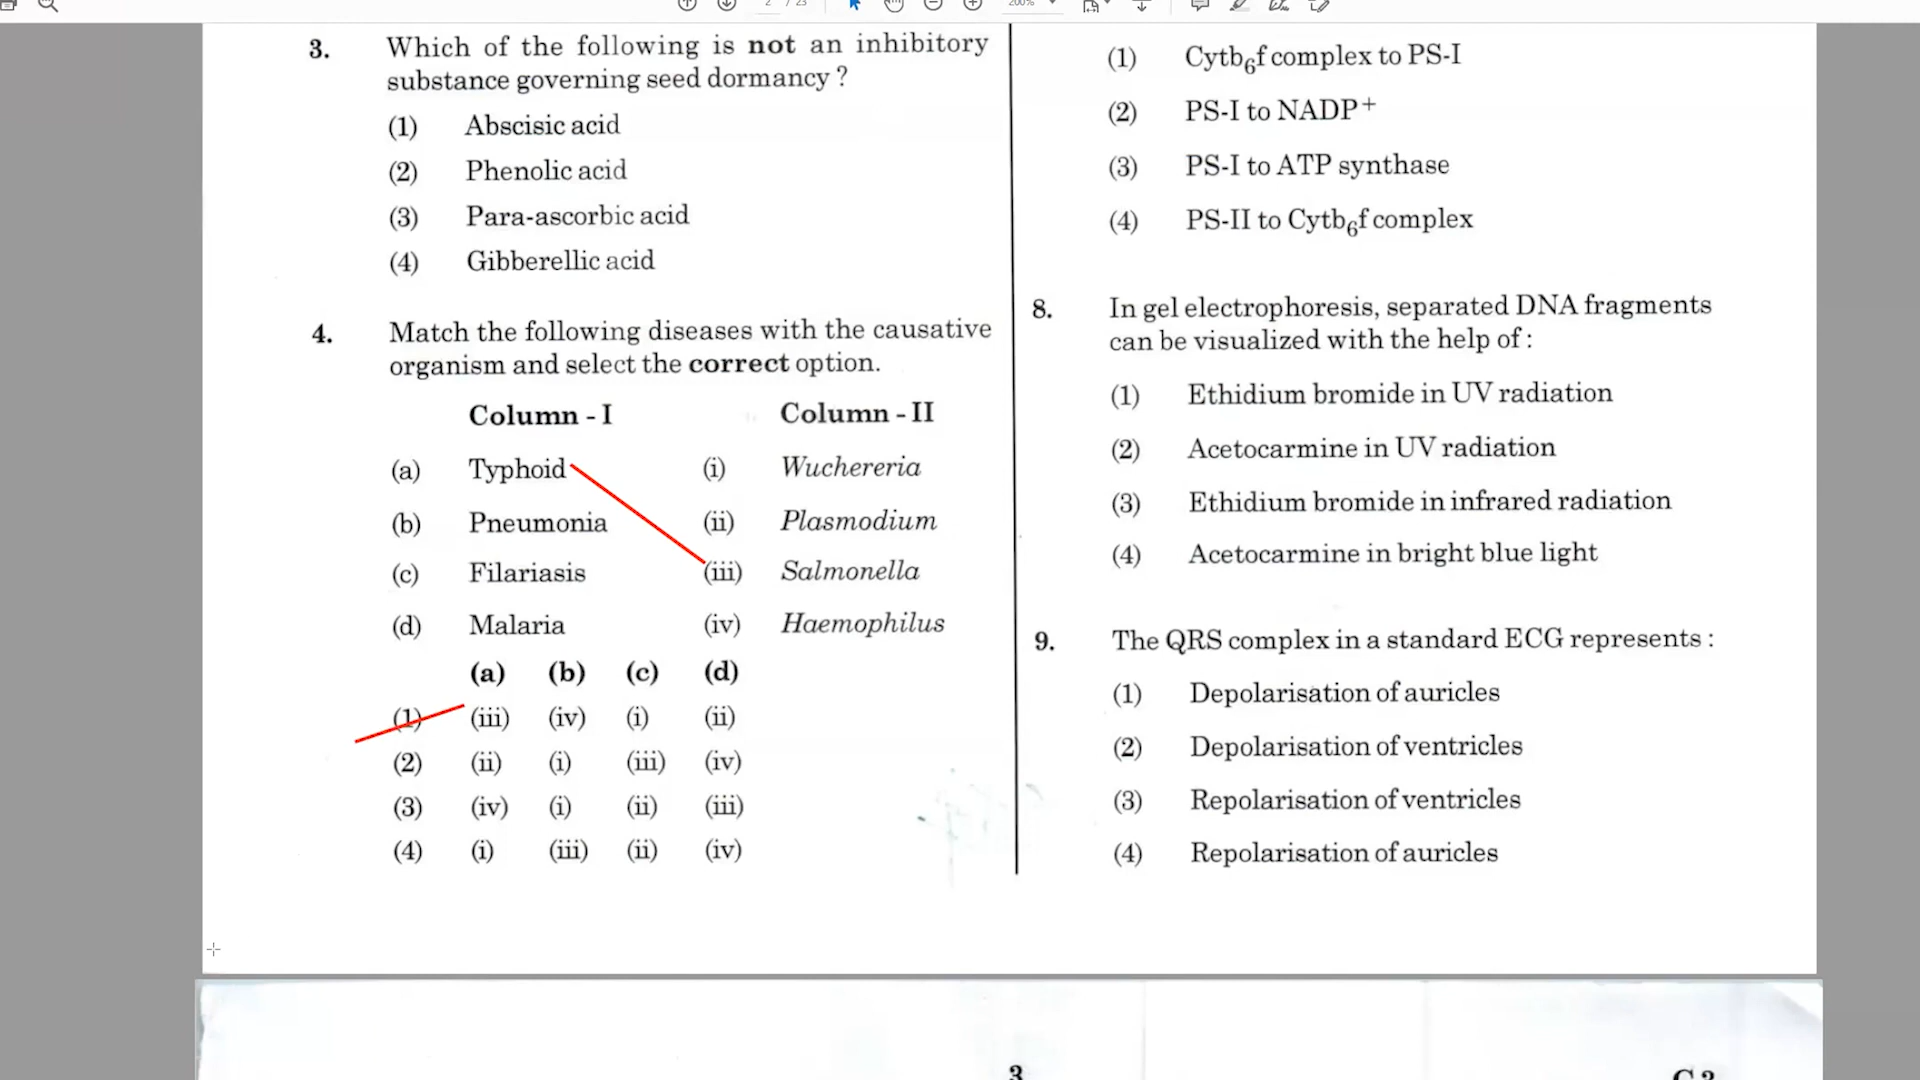 2 / 23
200%
3. Which of the following is not an inhibitory
substance governing seed dormancy ?
(1) Abscisic acid
(2) Phenolic acid
(3) Para-ascorbic acid
(4) Gibberellic acid
4. Match the following diseases with the causative
organism and select the correct option.
Column - I Column - II
(a) Typhoid (i) Wuchereria
(b) Pneumonia (ii) Plasmodium
(c) Filariasis (iii) Salmonella
(d) Malaria (iv) Haemophilus
(a) (b) (c) (d)
(1) (iii) (iv) (i) (ii)
(2) (ii) (i) (iii) (iv)
(3) (iv) (i) (ii) (iii)
(4) (i) (iii) (ii) (iv)
(1) Cytb₆f complex to PS-I
(2) PS-I to NADP⁺
(3) PS-I to ATP synthase
(4) PS-II to Cytb₆f complex
8. In gel electrophoresis, separated DNA fragments
can be visualized with the help of :
(1) Ethidium bromide in UV radiation
(2) Acetocarmine in UV radiation
(3) Ethidium bromide in infrared radiation
(4) Acetocarmine in bright blue light
9. The QRS complex in a standard ECG represents :
(1) Depolarisation of auricles
(2) Depolarisation of ventricles
(3) Repolarisation of ventricles
(4) Repolarisation of auricles
3